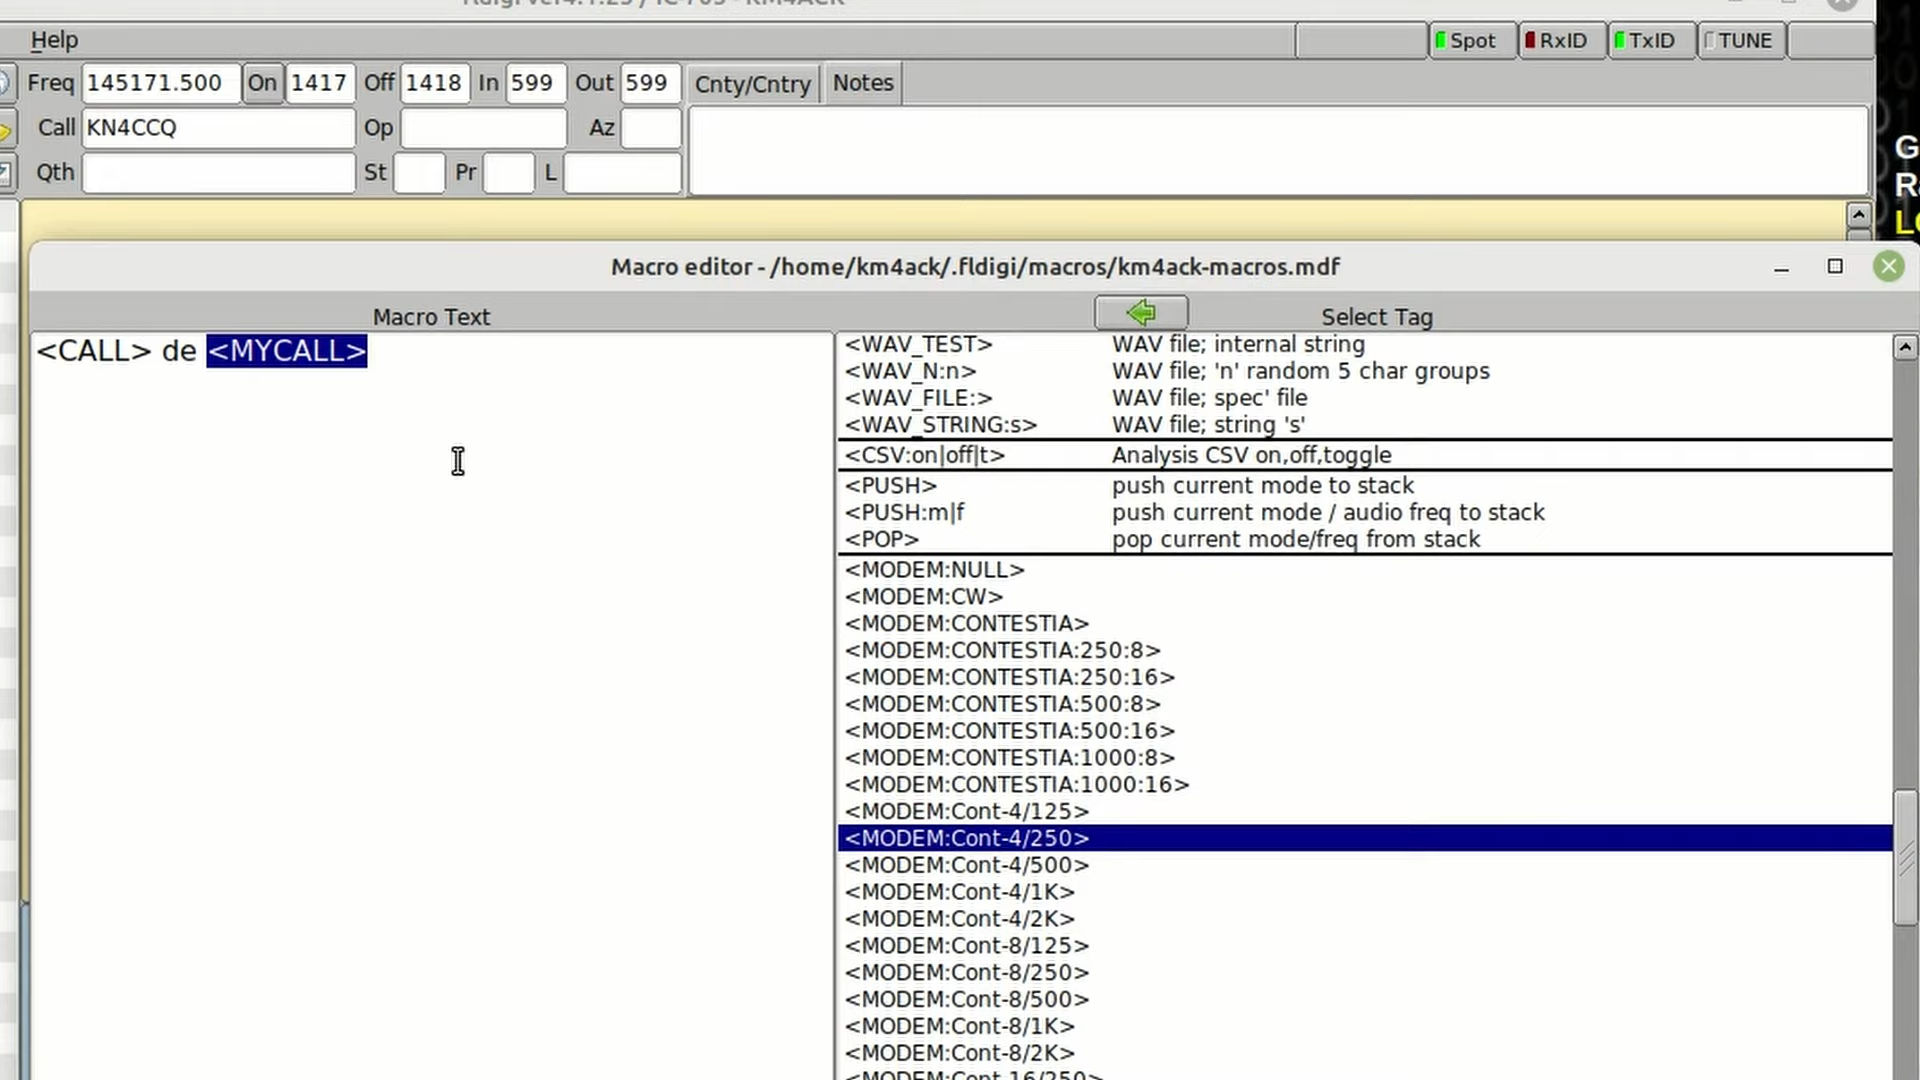 Help
Spot
RxID
TxID
TUNE
Freq 145171.500 On 1417 Off 1418 In 599 Out 599 Cnty/Cntry Notes
Call KN4CCQ Op Az
Qth St Pr L
Macro editor - /home/km4ack/.fldigi/macros/km4ack-macros.mdf
Macro Text
Select Tag
<CALL> de <MYCALL>
<WAV_TEST> WAV file; internal string
<WAV_N:n> WAV file; 'n' random 5 char groups
<WAV_FILE:> WAV file; spec' file
<WAV_STRING:s> WAV file; string 's'
<CSV:on|off|t> Analysis CSV on,off,toggle
<PUSH> push current mode to stack
<PUSH:m|f push current mode / audio freq to stack
<POP> pop current mode/freq from stack
<MODEM:NULL>
<MODEM:CW>
<MODEM:CONTESTIA>
<MODEM:CONTESTIA:250:8>
<MODEM:CONTESTIA:250:16>
<MODEM:CONTESTIA:500:8>
<MODEM:CONTESTIA:500:16>
<MODEM:CONTESTIA:1000:8>
<MODEM:CONTESTIA:1000:16>
<MODEM:Cont-4/125>
<MODEM:Cont-4/250>
<MODEM:Cont-4/500>
<MODEM:Cont-4/1K>
<MODEM:Cont-4/2K>
<MODEM:Cont-8/125>
<MODEM:Cont-8/250>
<MODEM:Cont-8/500>
<MODEM:Cont-8/1K>
<MODEM:Cont-8/2K>
<MODEM:Cont-16/250>